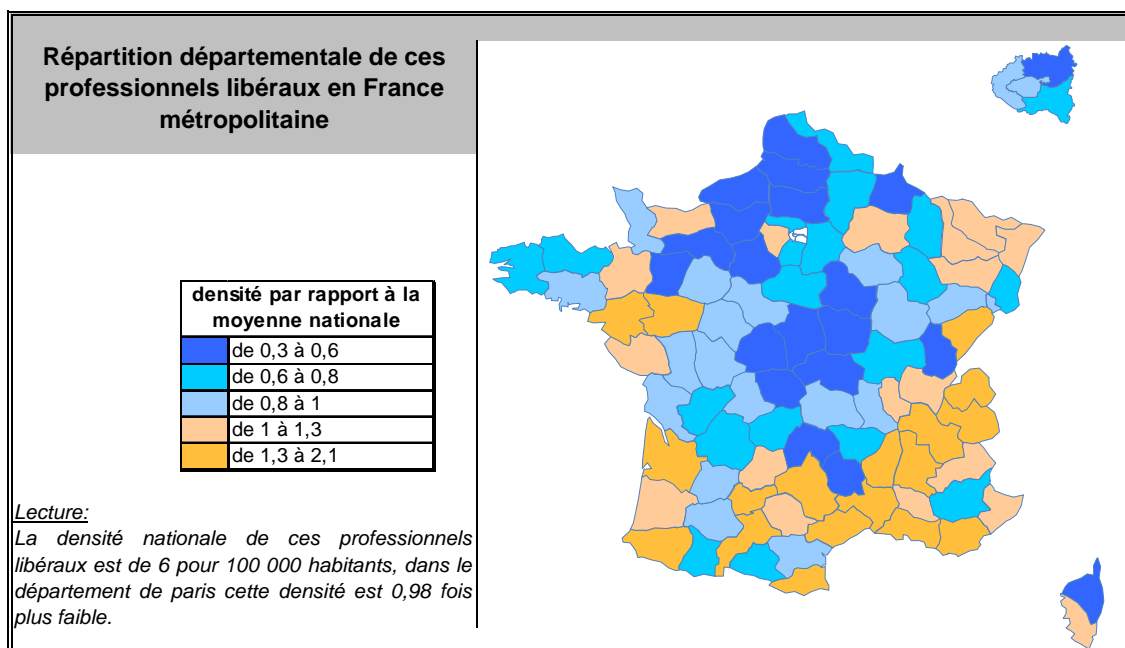 Répartition départementale de ces
professionnels libéraux en France
métropolitaine
densité par rapport à la
moyenne nationale
de 0,3 à 0,6
de 0,6 à 0,8
de 0,8 à 1
de 1 à 1,3
de 1,3 à 2,1
Lecture:
La densité nationale de ces professionnels
libéraux est de 6 pour 100 000 habitants, dans le
département de paris cette densité est 0,98 fois
plus faible.